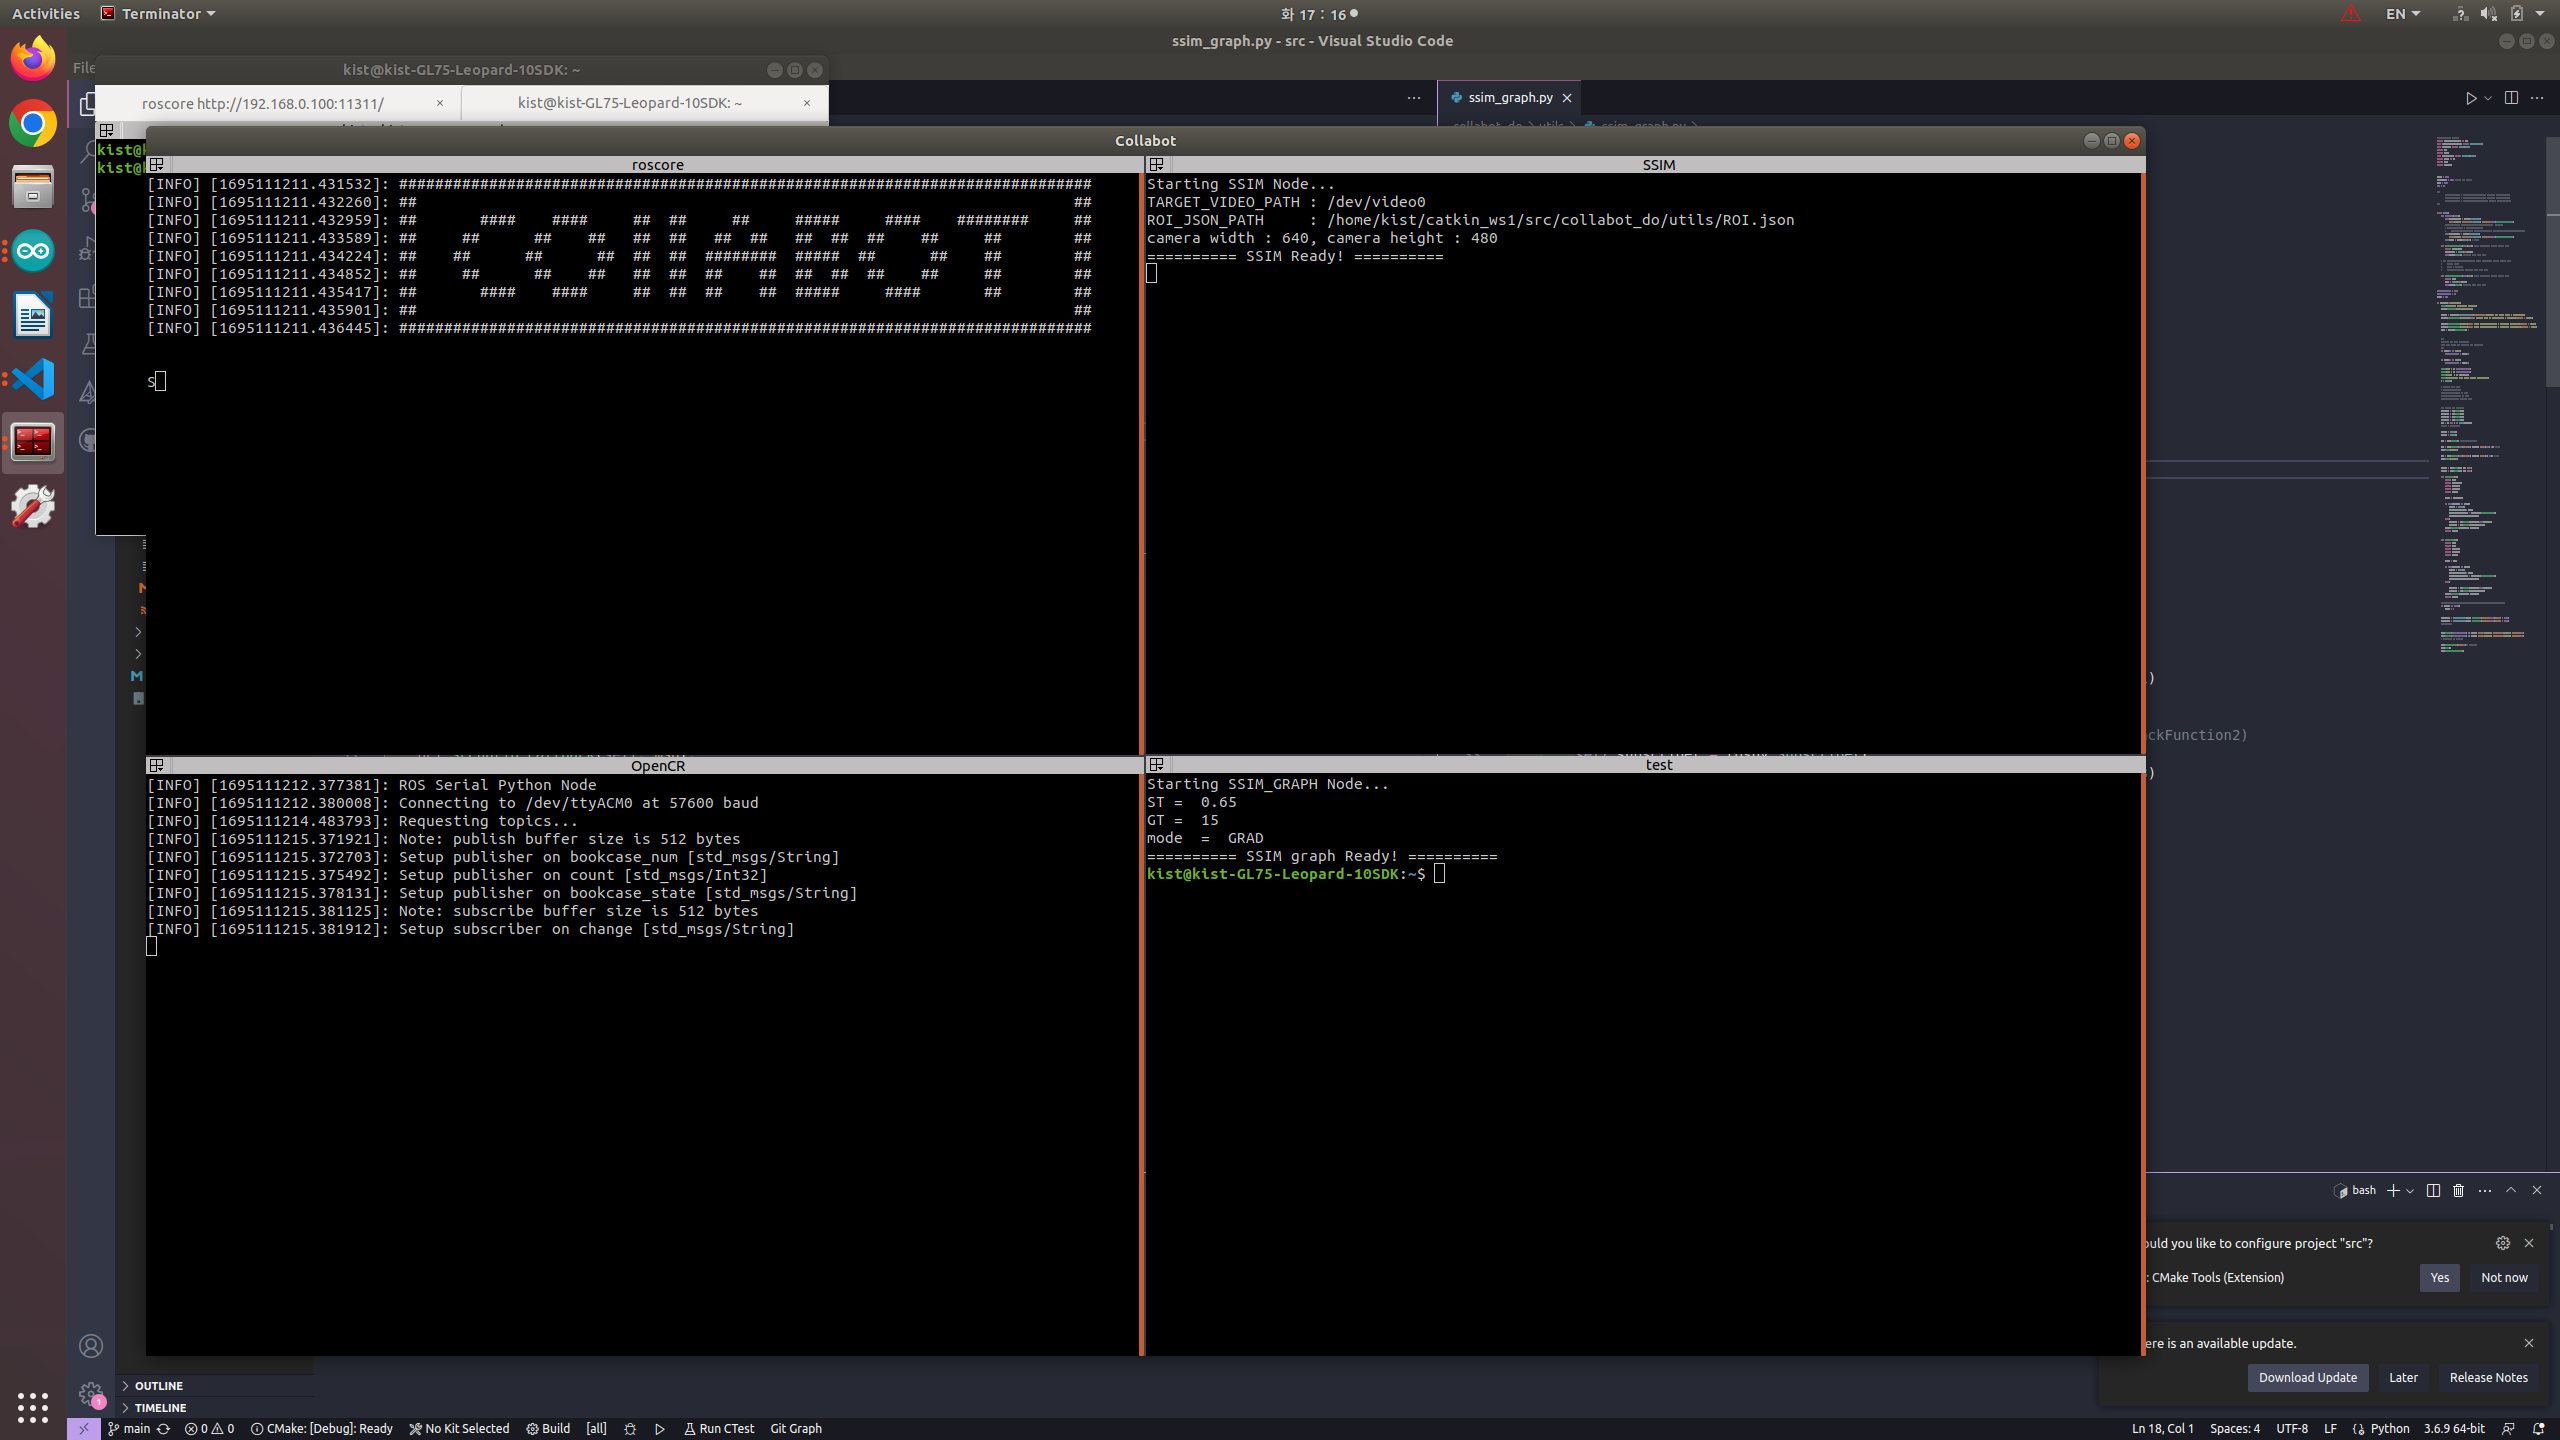 Activities Terminator 화 17 : 16 EN
ssim_graph.py - src - Visual Studio Code
File
kist@kist-GL75-Leopard-10SDK: ~
roscore http://192.168.0.100:11311/ × kist@kist-GL75-Leopard-10SDK: ~ ×
ssim_graph.py
Collabot
roscore
[INFO] [1695111211.431532]: #############################################################################
[INFO] [1695111211.432260]: ##                                                                         ##
[INFO] [1695111211.432959]: ##       ####    ####     ##  ##     ##     #####     ####    ########     ##
[INFO] [1695111211.433589]: ##     ##      ##    ##   ##  ##   ##  ##   ##  ##  ##    ##     ##        ##
[INFO] [1695111211.434224]: ##    ##      ##      ##  ##  ##  ########  #####  ##      ##    ##        ##
[INFO] [1695111211.434852]: ##     ##      ##    ##   ##  ##  ##    ##  ##  ##  ##    ##     ##        ##
[INFO] [1695111211.435417]: ##       ####    ####     ##  ##  ##    ##  #####     ####       ##        ##
[INFO] [1695111211.435901]: ##                                                                         ##
[INFO] [1695111211.436445]: #############################################################################
S
SSIM
Starting SSIM Node...
TARGET_VIDEO_PATH : /dev/video0
ROI_JSON_PATH     : /home/kist/catkin_ws1/src/collabot_do/utils/ROI.json
camera width : 640, camera height : 480
========== SSIM Ready! ==========
OpenCR
[INFO] [1695111212.377381]: ROS Serial Python Node
[INFO] [1695111212.380008]: Connecting to /dev/ttyACM0 at 57600 baud
[INFO] [1695111214.483793]: Requesting topics...
[INFO] [1695111215.371921]: Note: publish buffer size is 512 bytes
[INFO] [1695111215.372703]: Setup publisher on bookcase_num [std_msgs/String]
[INFO] [1695111215.375492]: Setup publisher on count [std_msgs/Int32]
[INFO] [1695111215.378131]: Setup publisher on bookcase_state [std_msgs/String]
[INFO] [1695111215.381125]: Note: subscribe buffer size is 512 bytes
[INFO] [1695111215.381912]: Setup subscriber on change [std_msgs/String]
test
Starting SSIM_GRAPH Node...
ST =  0.65
GT =  15
mode  =  GRAD
========== SSIM graph Ready! ==========
kist@kist-GL75-Leopard-10SDK:~$
ckFunction2)
bash
ould you like to configure project "src"?
: CMake Tools (Extension) Yes Not now
ere is an available update.
Download Update Later Release Notes
OUTLINE
TIMELINE
main 0 0 CMake: [Debug]: Ready No Kit Selected Build [all] Run CTest Git Graph Ln 18, Col 1 Spaces: 4 UTF-8 LF Python 3.6.9 64-bit